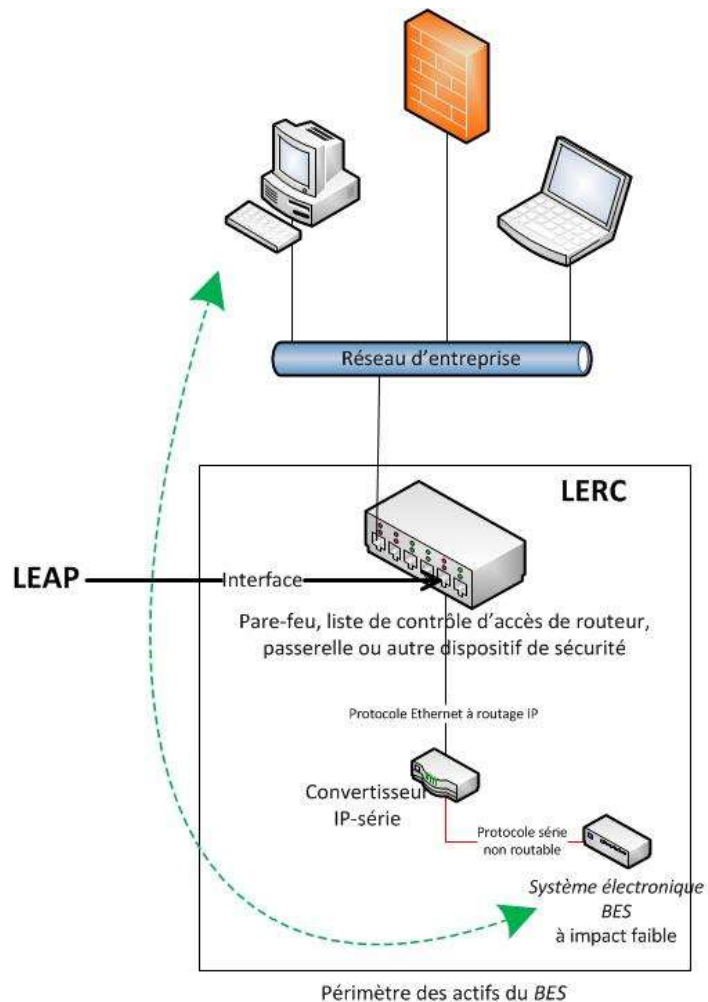 Réseau d'entreprise
LERC
LEAP
Interface
Pare-feu, liste de contrôle d'accès de routeur,
passerelle ou autre dispositif de sécurité
Protocole Ethernet à routage IP
Convertisseur
IP-série
Protocole série
non routable
Système électronique
BES
à impact faible
Périmètre des actifs du BES